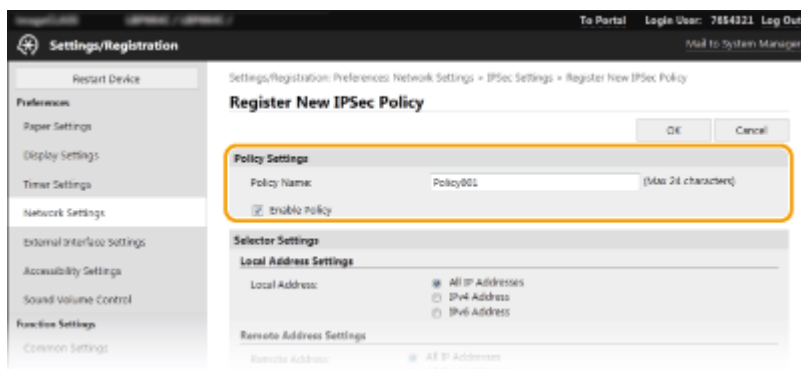 To Portal Login User: 7654321 Log Out
Settings/Registration
Mail to System Manager
Restart Device
Preferences
Paper Settings
Display Settings
Timer Settings
Network Settings
External Interface Settings
Accessibility Settings
Sound Volume Control
Function Settings
Common Settings
Settings/Registration: Preferences: Network Settings > IPSec Settings > Register New IPSec Policy
Register New IPSec Policy
OK Cancel
Policy Settings
Policy Name: Policy001 (Max 24 characters)
Enable Policy
Selector Settings
Local Address Settings
Local Address: All IP Addresses
IPv4 Address
IPv6 Address
Remote Address Settings
Remote Address: All IP Addresses